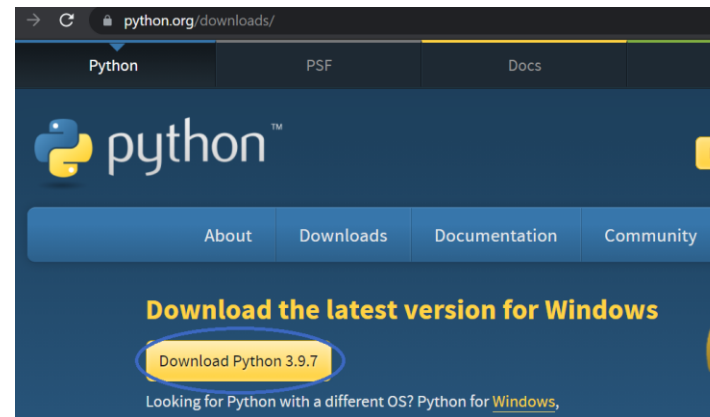 python.org/downloads/
Python PSF Docs
python™
About Downloads Documentation Community
Download the latest version for Windows
Download Python 3.9.7
Looking for Python with a different OS? Python for Windows,